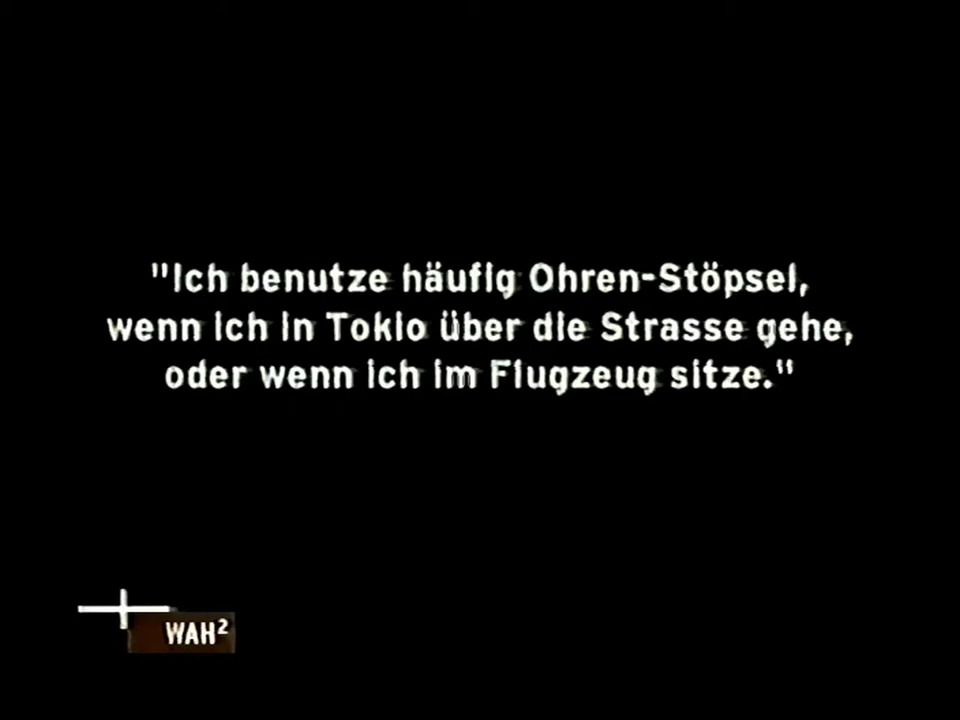 "Ich benutze häufig Ohren-Stöpsel,
wenn ich in Tokio über die Strasse gehe,
oder wenn ich im Flugzeug sitze."
WAH²